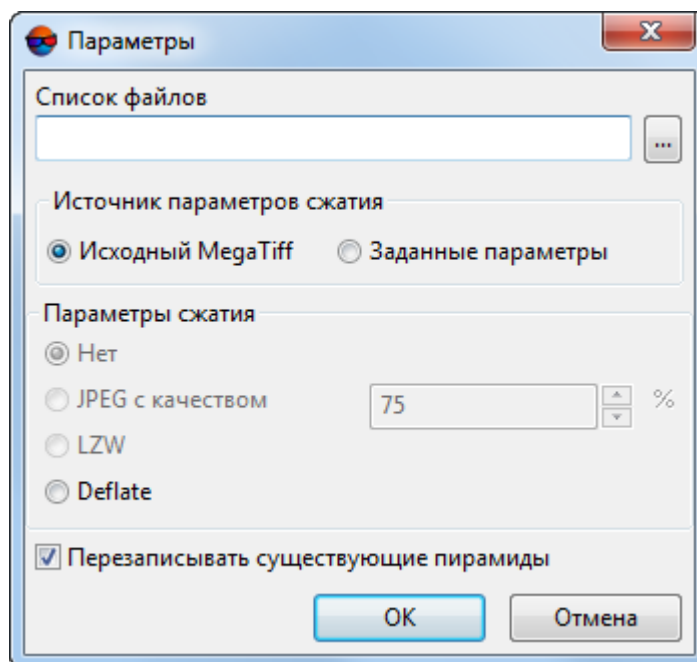 Параметры
Список файлов
...
Источник параметров сжатия
Исходный MegaTiff Заданные параметры
Параметры сжатия
Нет
JPEG с качеством 75 %
LZW
Deflate
Перезаписывать существующие пирамиды
OK Отмена